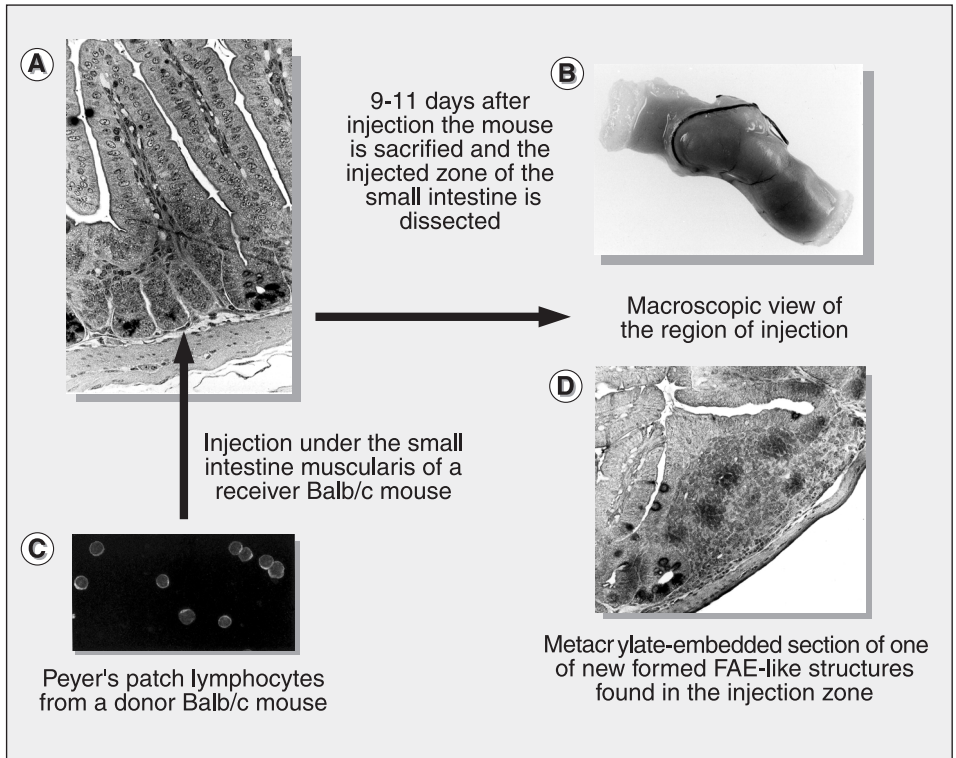 A
9-11 days after
injection the mouse
is sacrified and the
injected zone of the
small intestine is
dissected
B
Macroscopic view of
the region of injection
Injection under the small
intestine muscularis of a
receiver Balb/c mouse
C
Peyer's patch lymphocytes
from a donor Balb/c mouse
D
Metacrylate-embedded section of one
of new formed FAE-like structures
found in the injection zone